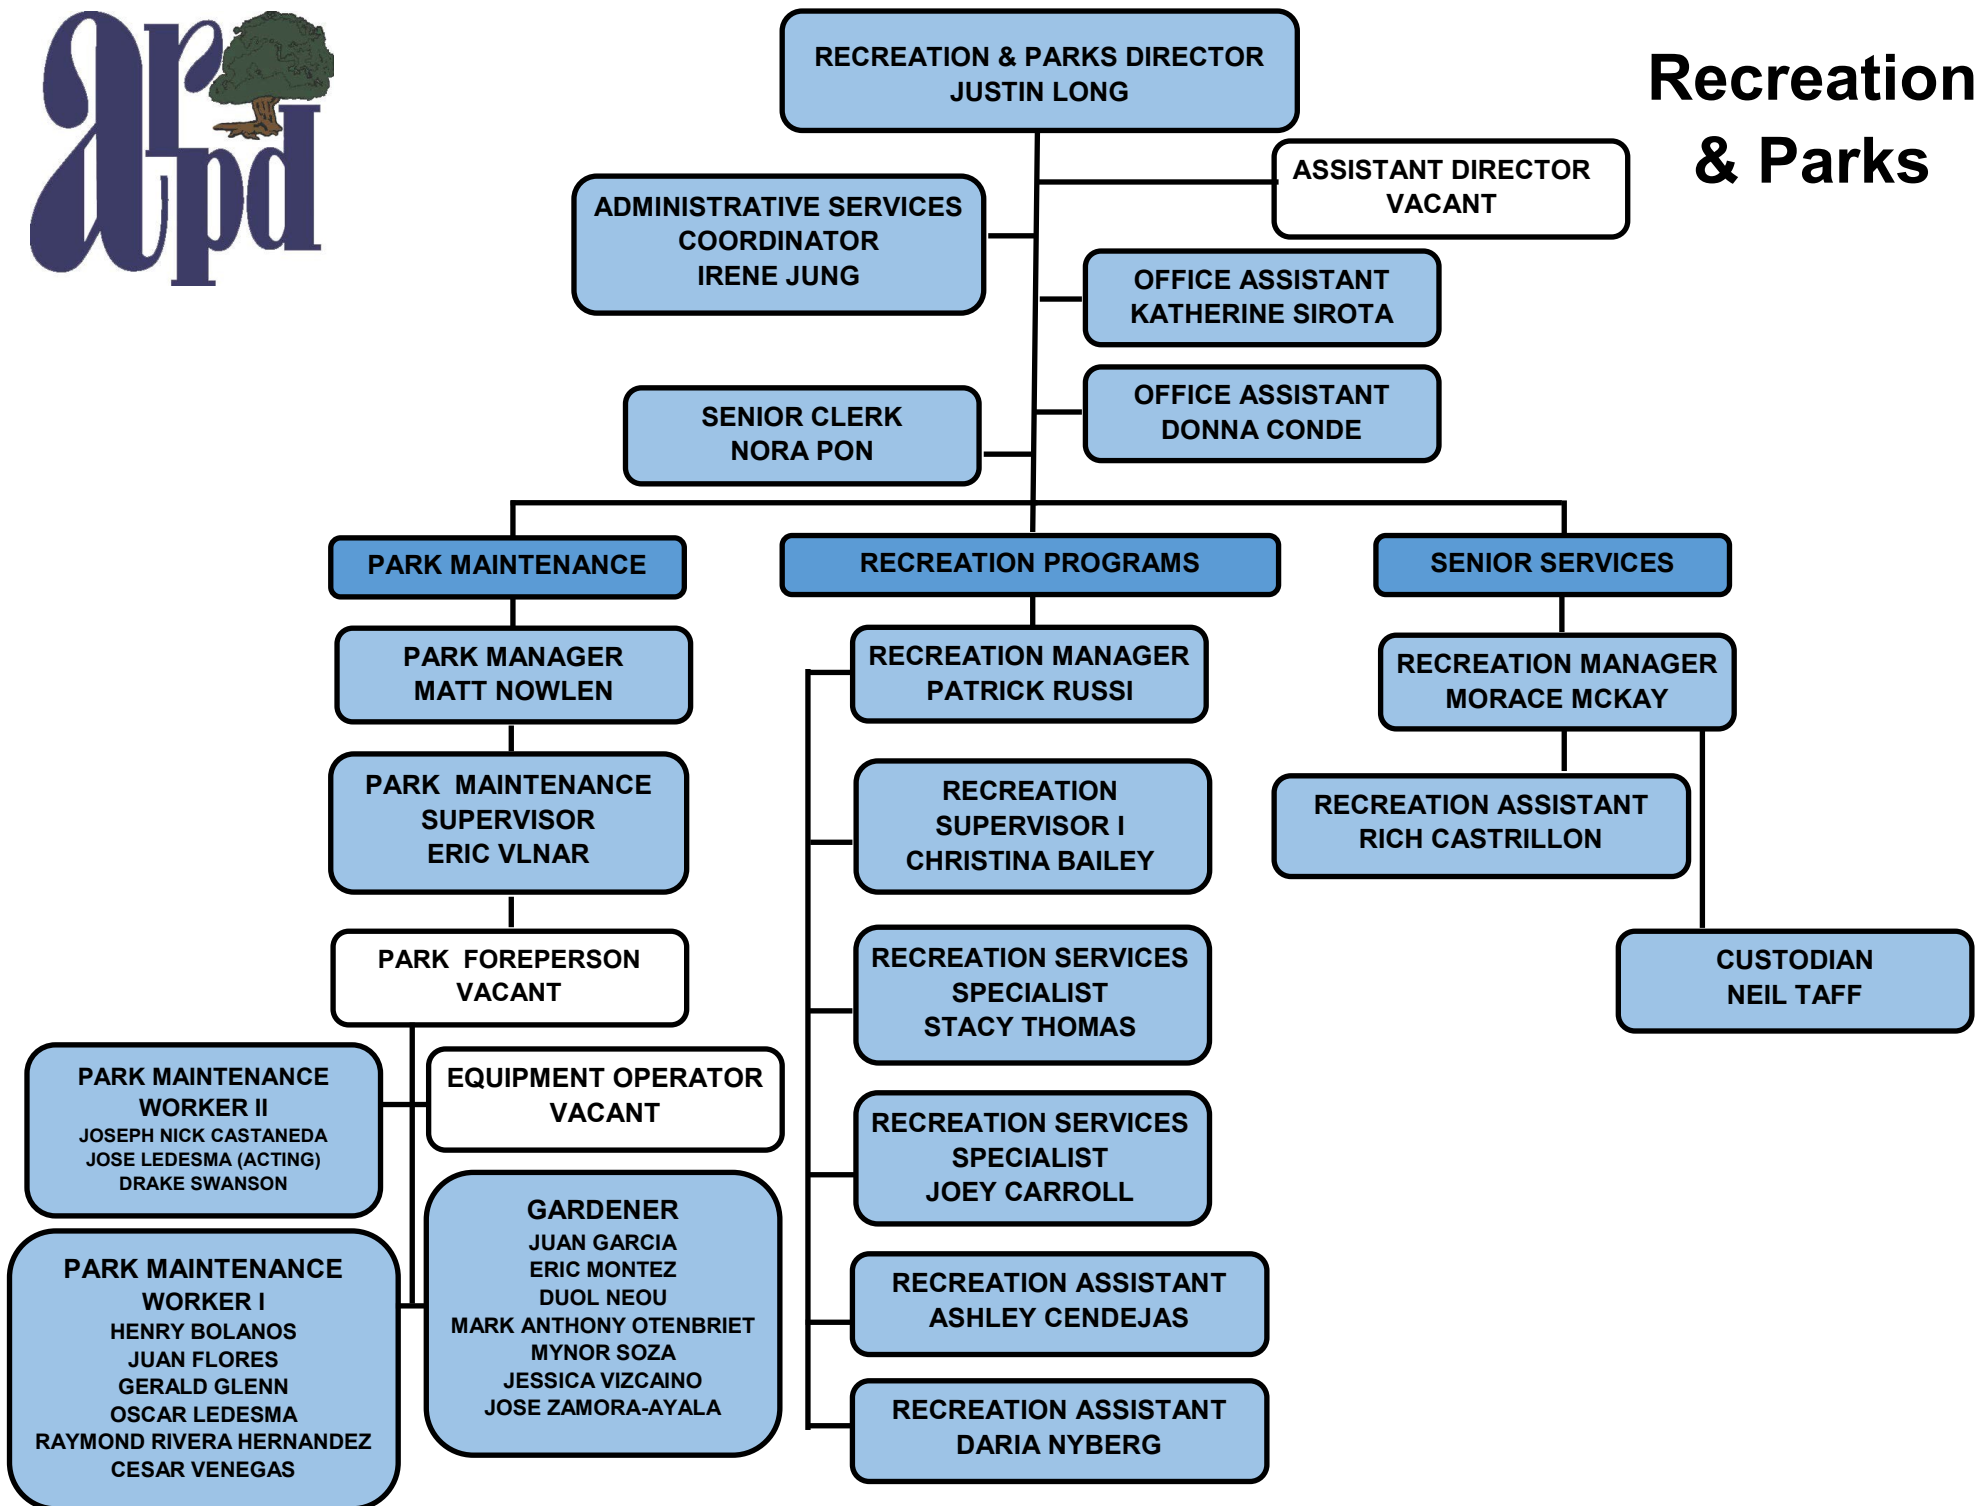 arpd
Recreation
& Parks
RECREATION & PARKS DIRECTOR
JUSTIN LONG
ASSISTANT DIRECTOR
VACANT
ADMINISTRATIVE SERVICES
COORDINATOR
IRENE JUNG
OFFICE ASSISTANT
KATHERINE SIROTA
OFFICE ASSISTANT
DONNA CONDE
SENIOR CLERK
NORA PON
PARK MAINTENANCE
PARK MANAGER
MATT NOWLEN
PARK MAINTENANCE
SUPERVISOR
ERIC VLNAR
PARK FOREPERSON
VACANT
PARK MAINTENANCE
WORKER II
JOSEPH NICK CASTANEDA
JOSE LEDESMA (ACTING)
DRAKE SWANSON
EQUIPMENT OPERATOR
VACANT
PARK MAINTENANCE
WORKER I
HENRY BOLANOS
JUAN FLORES
GERALD GLENN
OSCAR LEDESMA
RAYMOND RIVERA HERNANDEZ
CESAR VENEGAS
GARDENER
JUAN GARCIA
ERIC MONTEZ
DUOL NEOU
MARK ANTHONY OTENBRIET
MYNOR SOZA
JESSICA VIZCAINO
JOSE ZAMORA-AYALA
RECREATION PROGRAMS
RECREATION MANAGER
PATRICK RUSSI
RECREATION
SUPERVISOR I
CHRISTINA BAILEY
RECREATION SERVICES
SPECIALIST
STACY THOMAS
RECREATION SERVICES
SPECIALIST
JOEY CARROLL
RECREATION ASSISTANT
ASHLEY CENDEJAS
RECREATION ASSISTANT
DARIA NYBERG
SENIOR SERVICES
RECREATION MANAGER
MORACE MCKAY
RECREATION ASSISTANT
RICH CASTRILLON
CUSTODIAN
NEIL TAFF